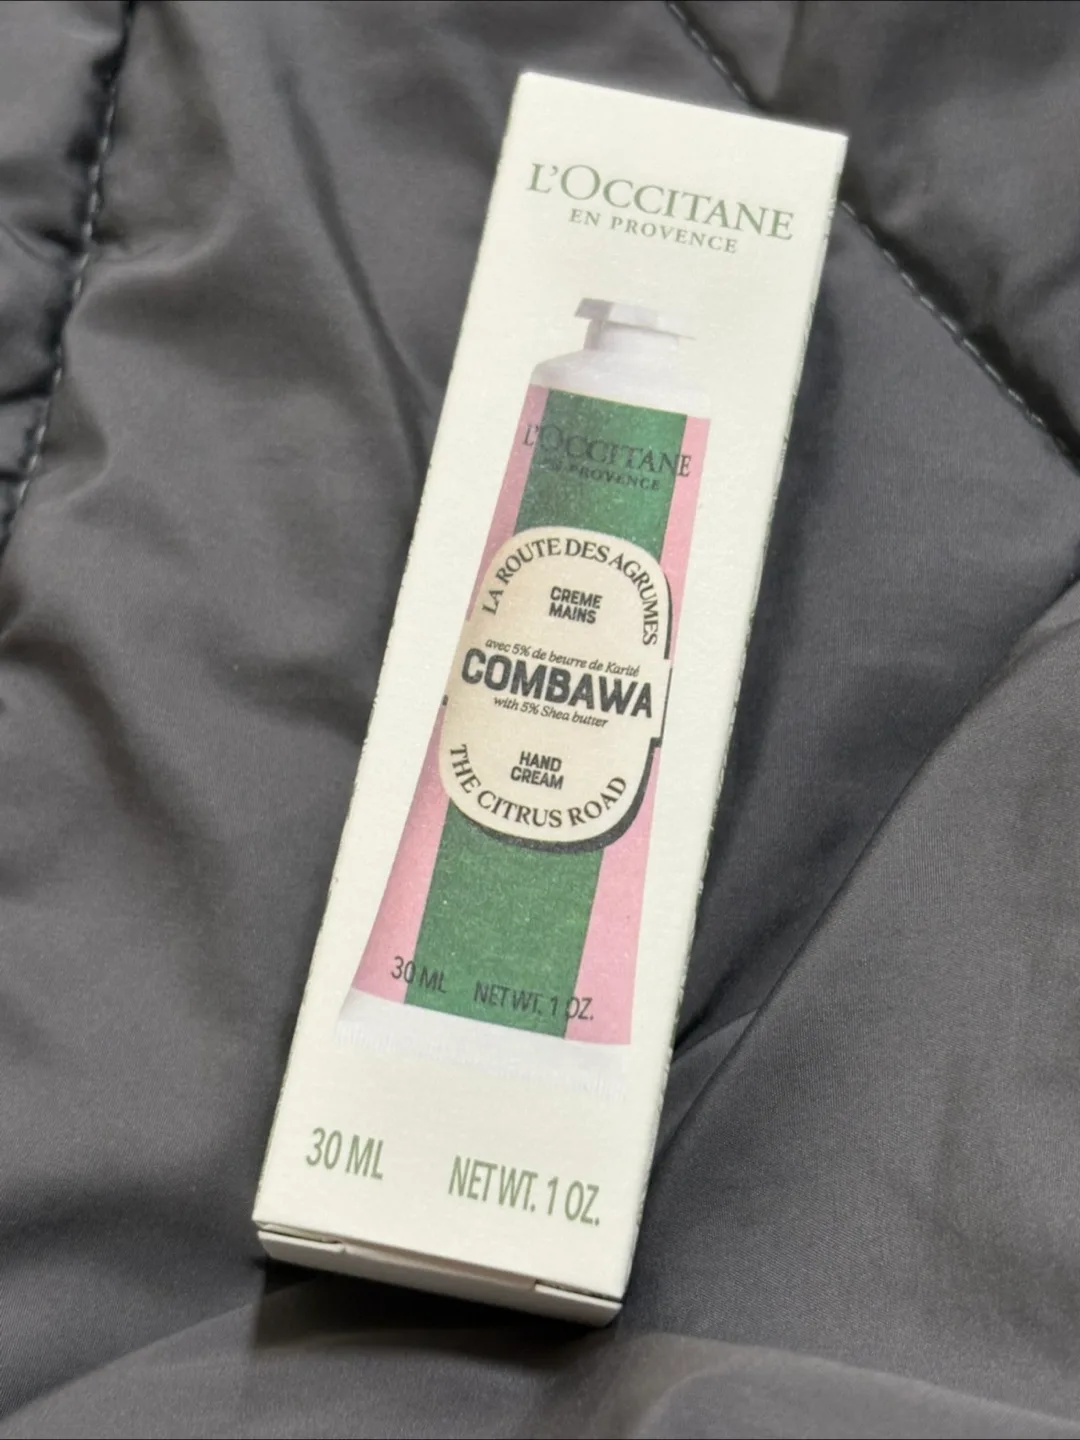 L'OCCITANE
EN PROVENCE
L'OCCITANE
EN PROVENCE
LA ROUTE DES AGRUMES
CREME
MAINS
avec 5% de beurre de Karité
COMBAWA
with 5% Shea butter
HAND
CREAM
THE CITRUS ROAD
30 ML NET WT. 1 OZ.
30 ML NET WT. 1 OZ.